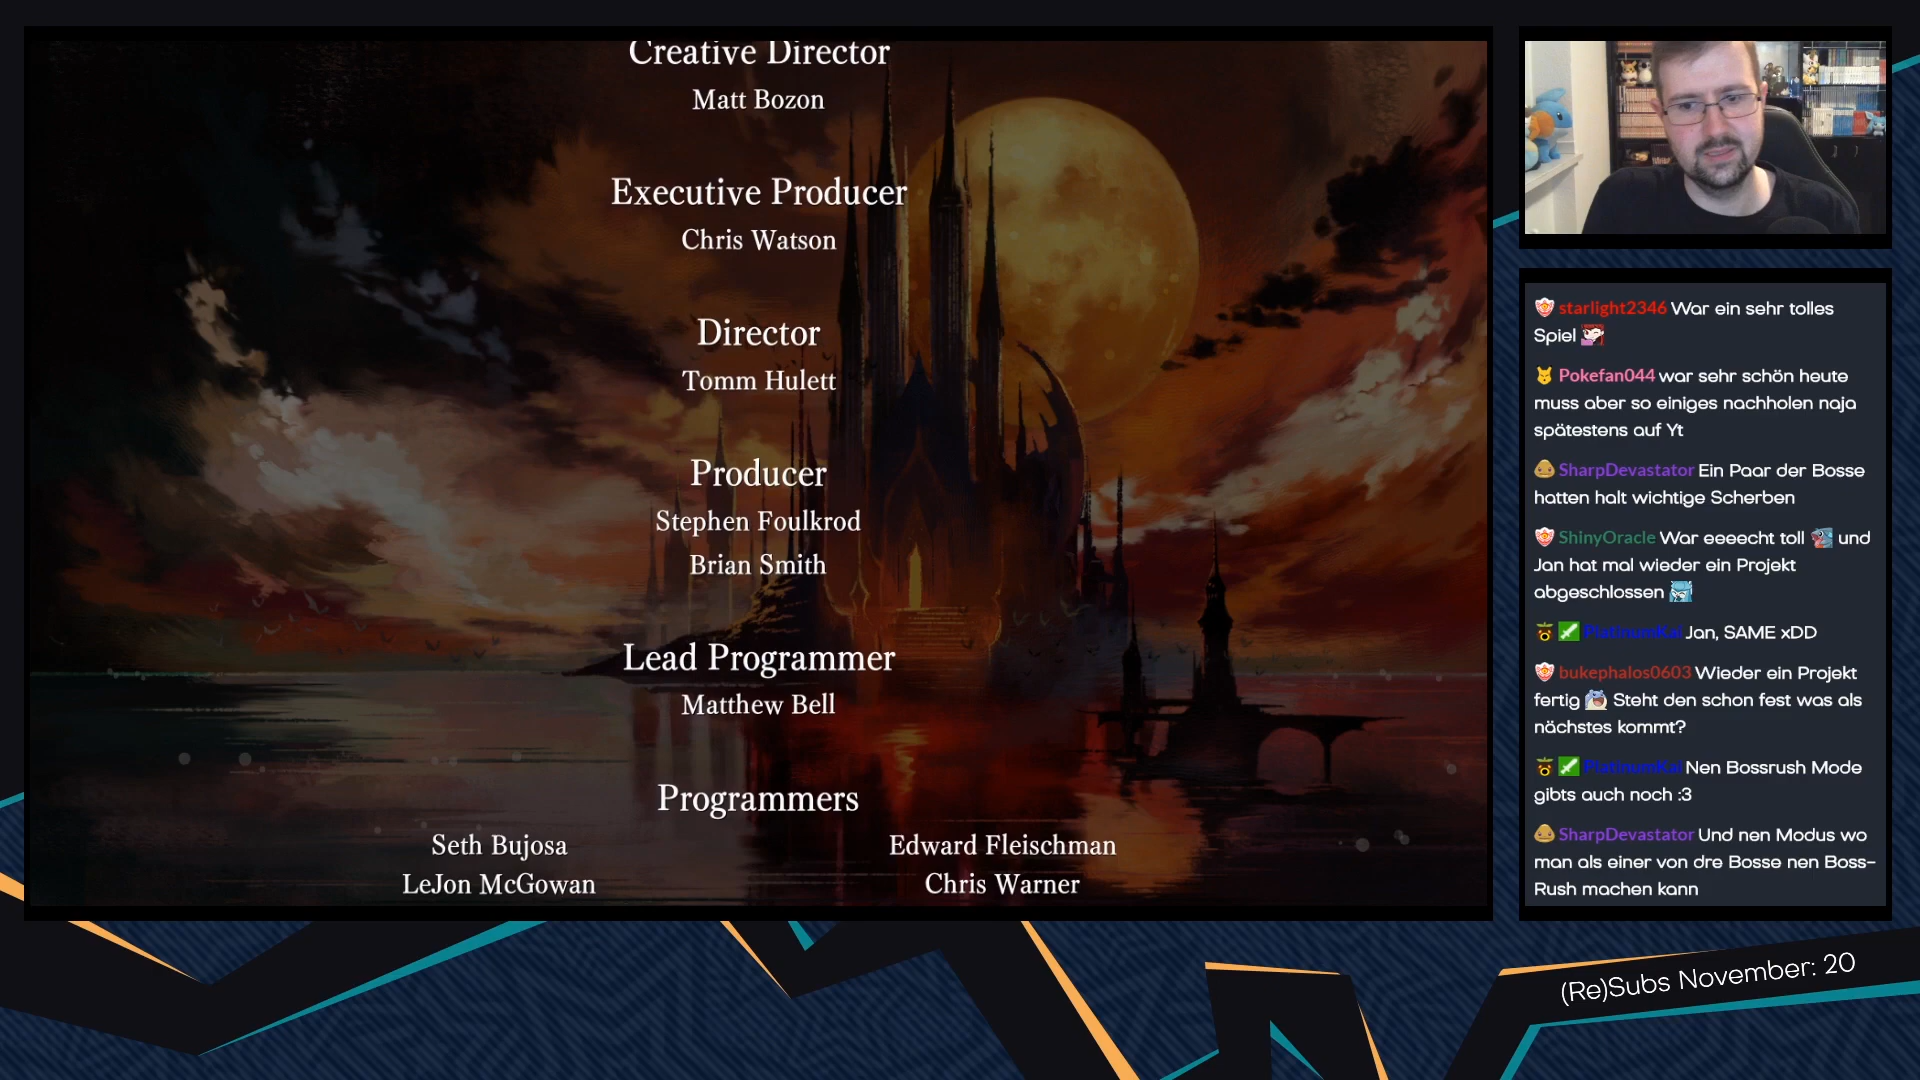 Creative Director
Matt Bozon
Executive Producer
Chris Watson
Director
Tomm Hulett
Producer
Stephen Foulkrod
Brian Smith
Lead Programmer
Matthew Bell
Programmers
Seth Bujosa
Edward Fleischman
LeJon McGowan
Chris Warner
starlight2346 War ein sehr tolles
Spiel
Pokefan044 war sehr schön heute
muss aber so einiges nachholen naja
spätestens auf Yt
SharpDevastator Ein Paar der Bosse
hatten halt wichtige Scherben
ShinyOracle War eeeecht toll und
Jan hat mal wieder ein Projekt
abgeschlossen
PlatinumKai Jan, SAME xDD
bukephalos0603 Wieder ein Projekt
fertig Steht den schon fest was als
nächstes kommt?
PlatinumKai Nen Bossrush Mode
gibts auch noch :3
SharpDevastator Und nen Modus wo
man als einer von dre Bosse nen Boss-
Rush machen kann
(Re)Subs November: 20